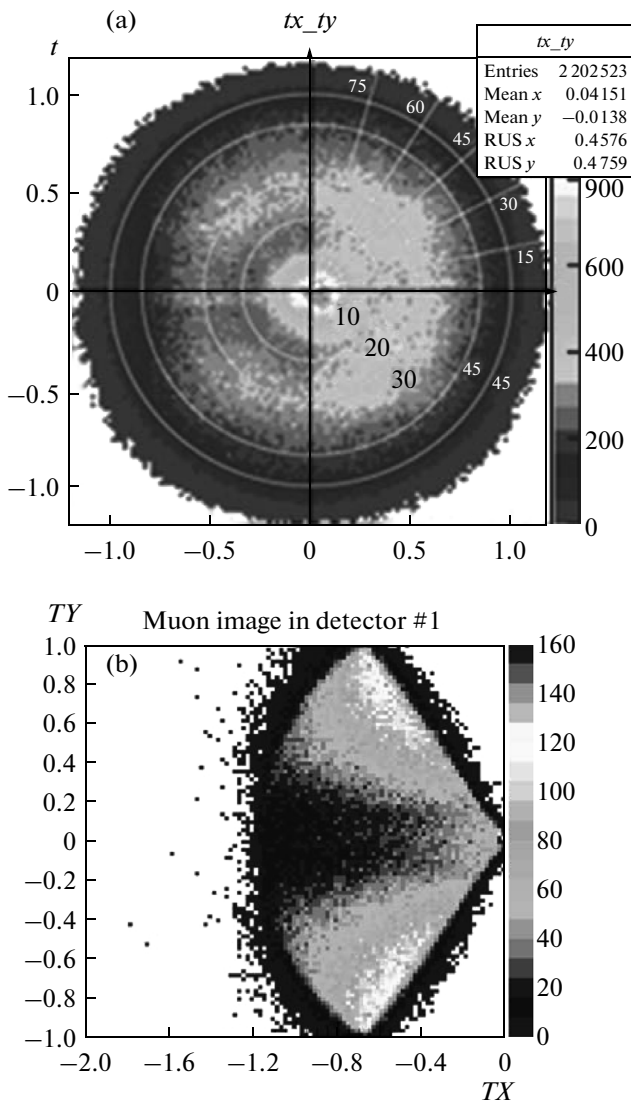 (a)
tx_ty
t
tx_ty
Entries 2 202523
Mean x 0.04151
Mean y −0.0138
RUS x 0.4576
RUS y 0.4759
1.0
0.5
0
−0.5
−1.0
75
60
45
30
15
10
20
30
45
45
900
600
400
200
0
−1.0 −0.5 0 0.5 1.0
TY
Muon image in detector #1
(b)
1.0
0.8
0.6
0.4
0.2
0
−0.2
−0.4
−0.6
−0.8
−1.0
160
140
120
100
80
60
40
20
0
−2.0 −1.6 −1.2 −0.8 −0.4 0
TX